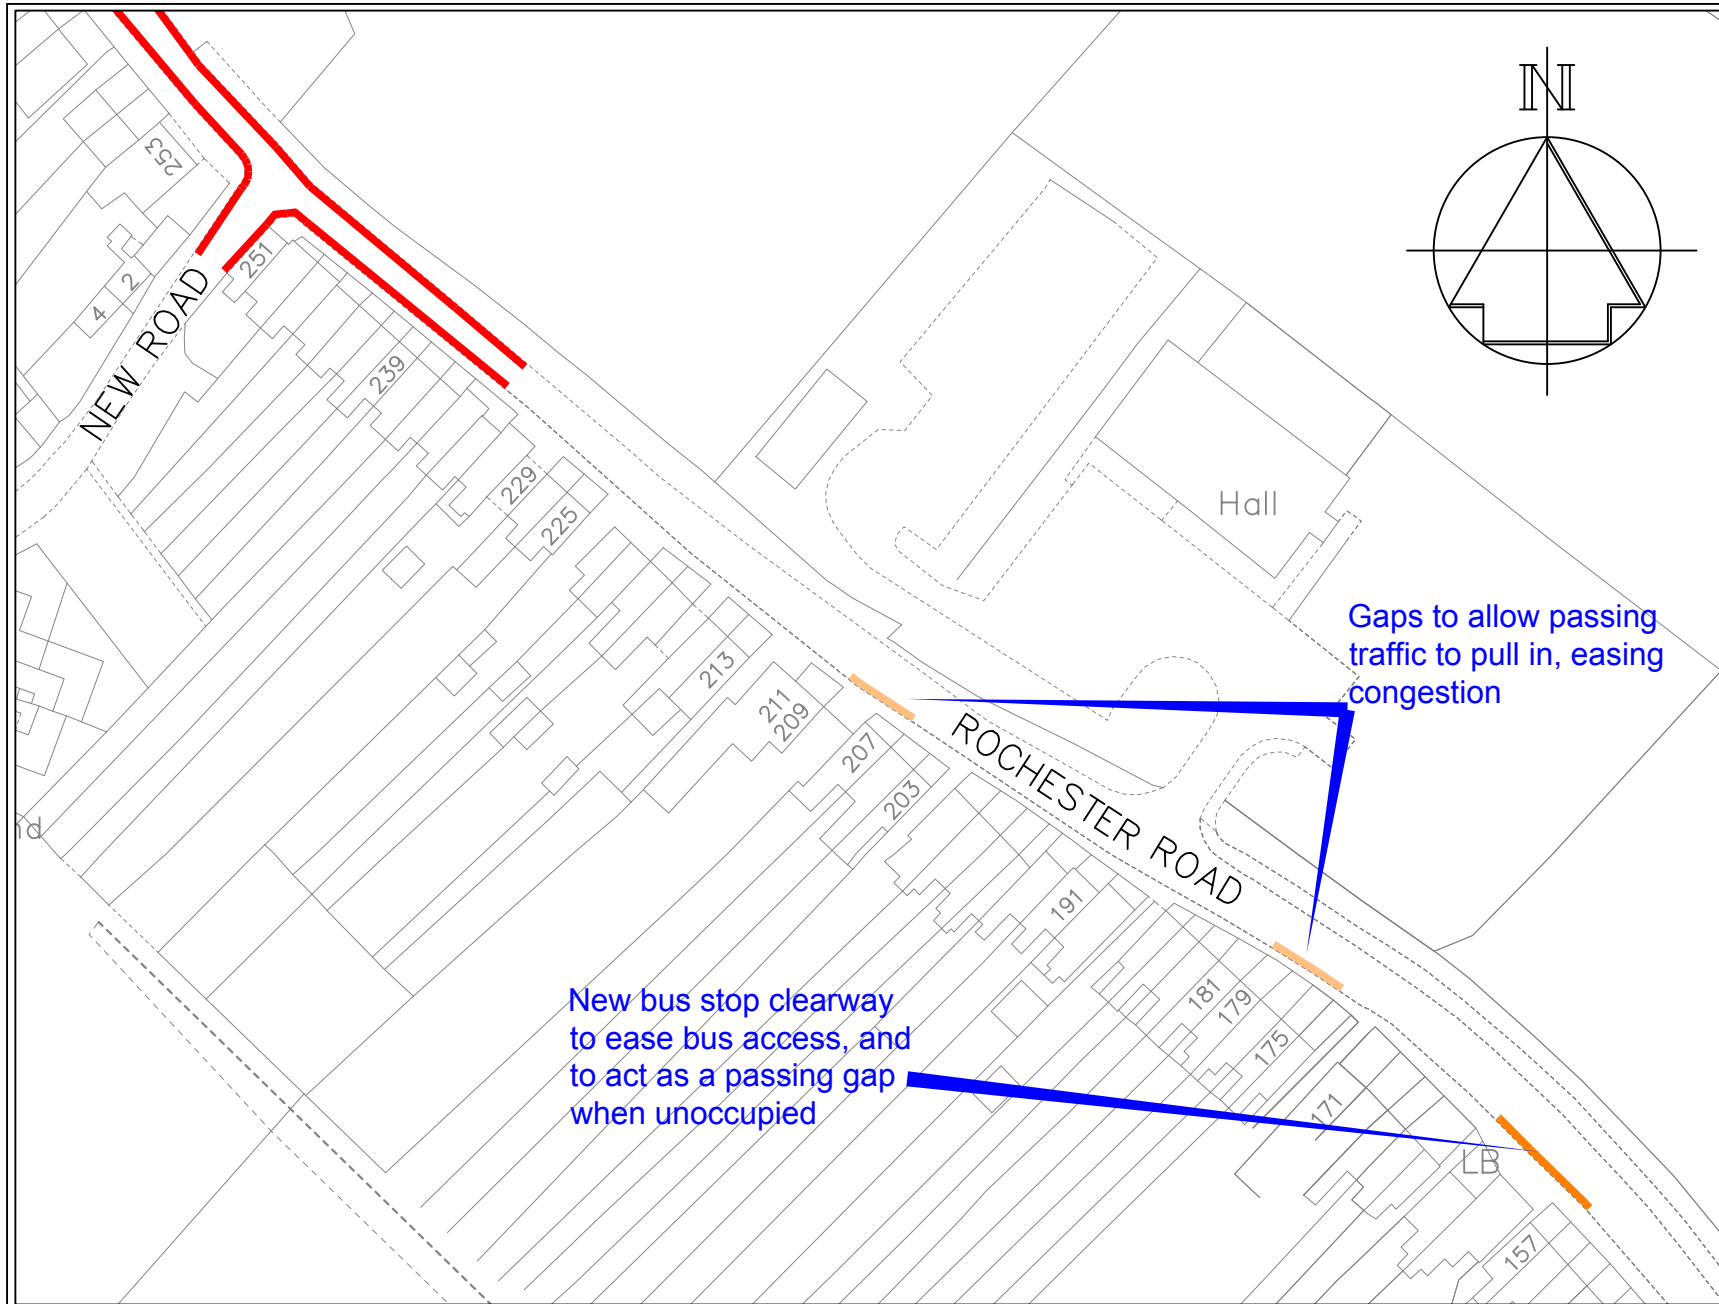 N
253
251
2
4
NEW ROAD
239
229
225
Hall
Gaps to allow passing
traffic to pull in, easing
congestion
213
211
209
207
203
ROCHESTER ROAD
nd
191
181
179
175
171
New bus stop clearway
to ease bus access, and
to act as a passing gap
when unoccupied
LB
157